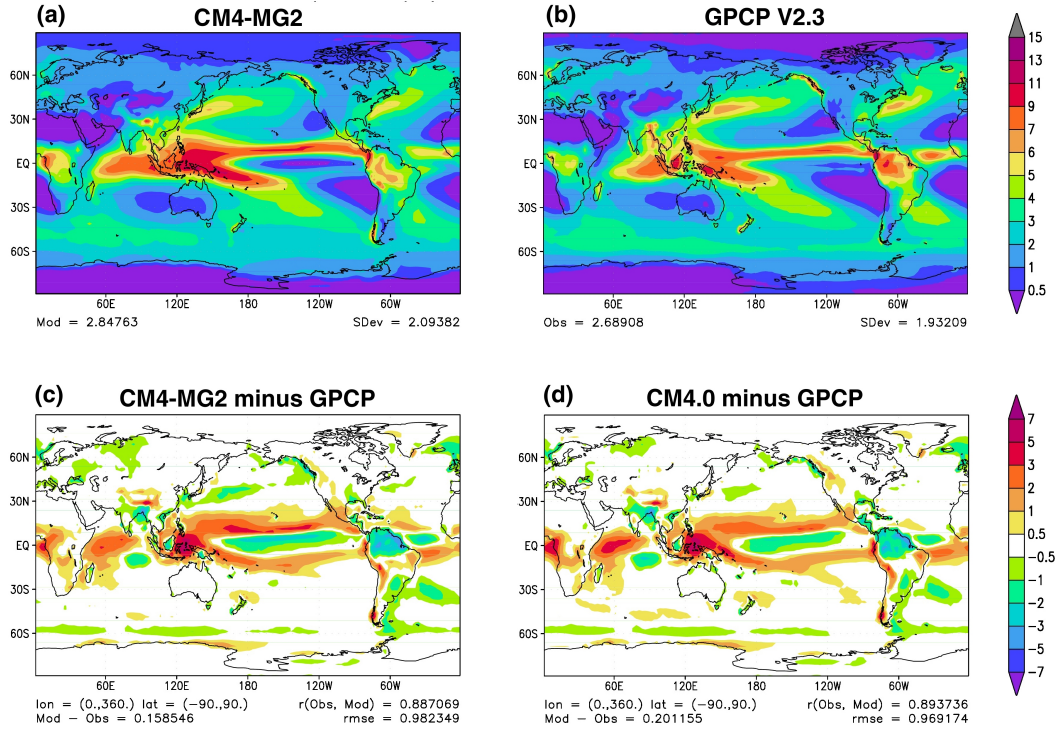 (a) CM4-MG2
(b) GPCP V2.3
60N
30N
EQ
30S
60S
60E 120E 180 120W 60W
Mod = 2.84763 SDev = 2.09382
60N
30N
EQ
30S
60S
60E 120E 180 120W 60W
Obs = 2.68908 SDev = 1.93209
15
13
11
9
7
6
5
4
3
2
1
0.5
(c) CM4-MG2 minus GPCP
(d) CM4.0 minus GPCP
60N
30N
EQ
30S
60S
60E 120E 180 120W 60W
lon = (0.,360.) lat = (-90.,90.) r(Obs, Mod) = 0.887069
Mod - Obs = 0.158546 rmse = 0.982349
60N
30N
EQ
30S
60S
60E 120E 180 120W 60W
lon = (0.,360.) lat = (-90.,90.) r(Obs, Mod) = 0.893736
Mod - Obs = 0.201155 rmse = 0.969174
7
5
3
2
1
0.5
-0.5
-1
-2
-3
-5
-7